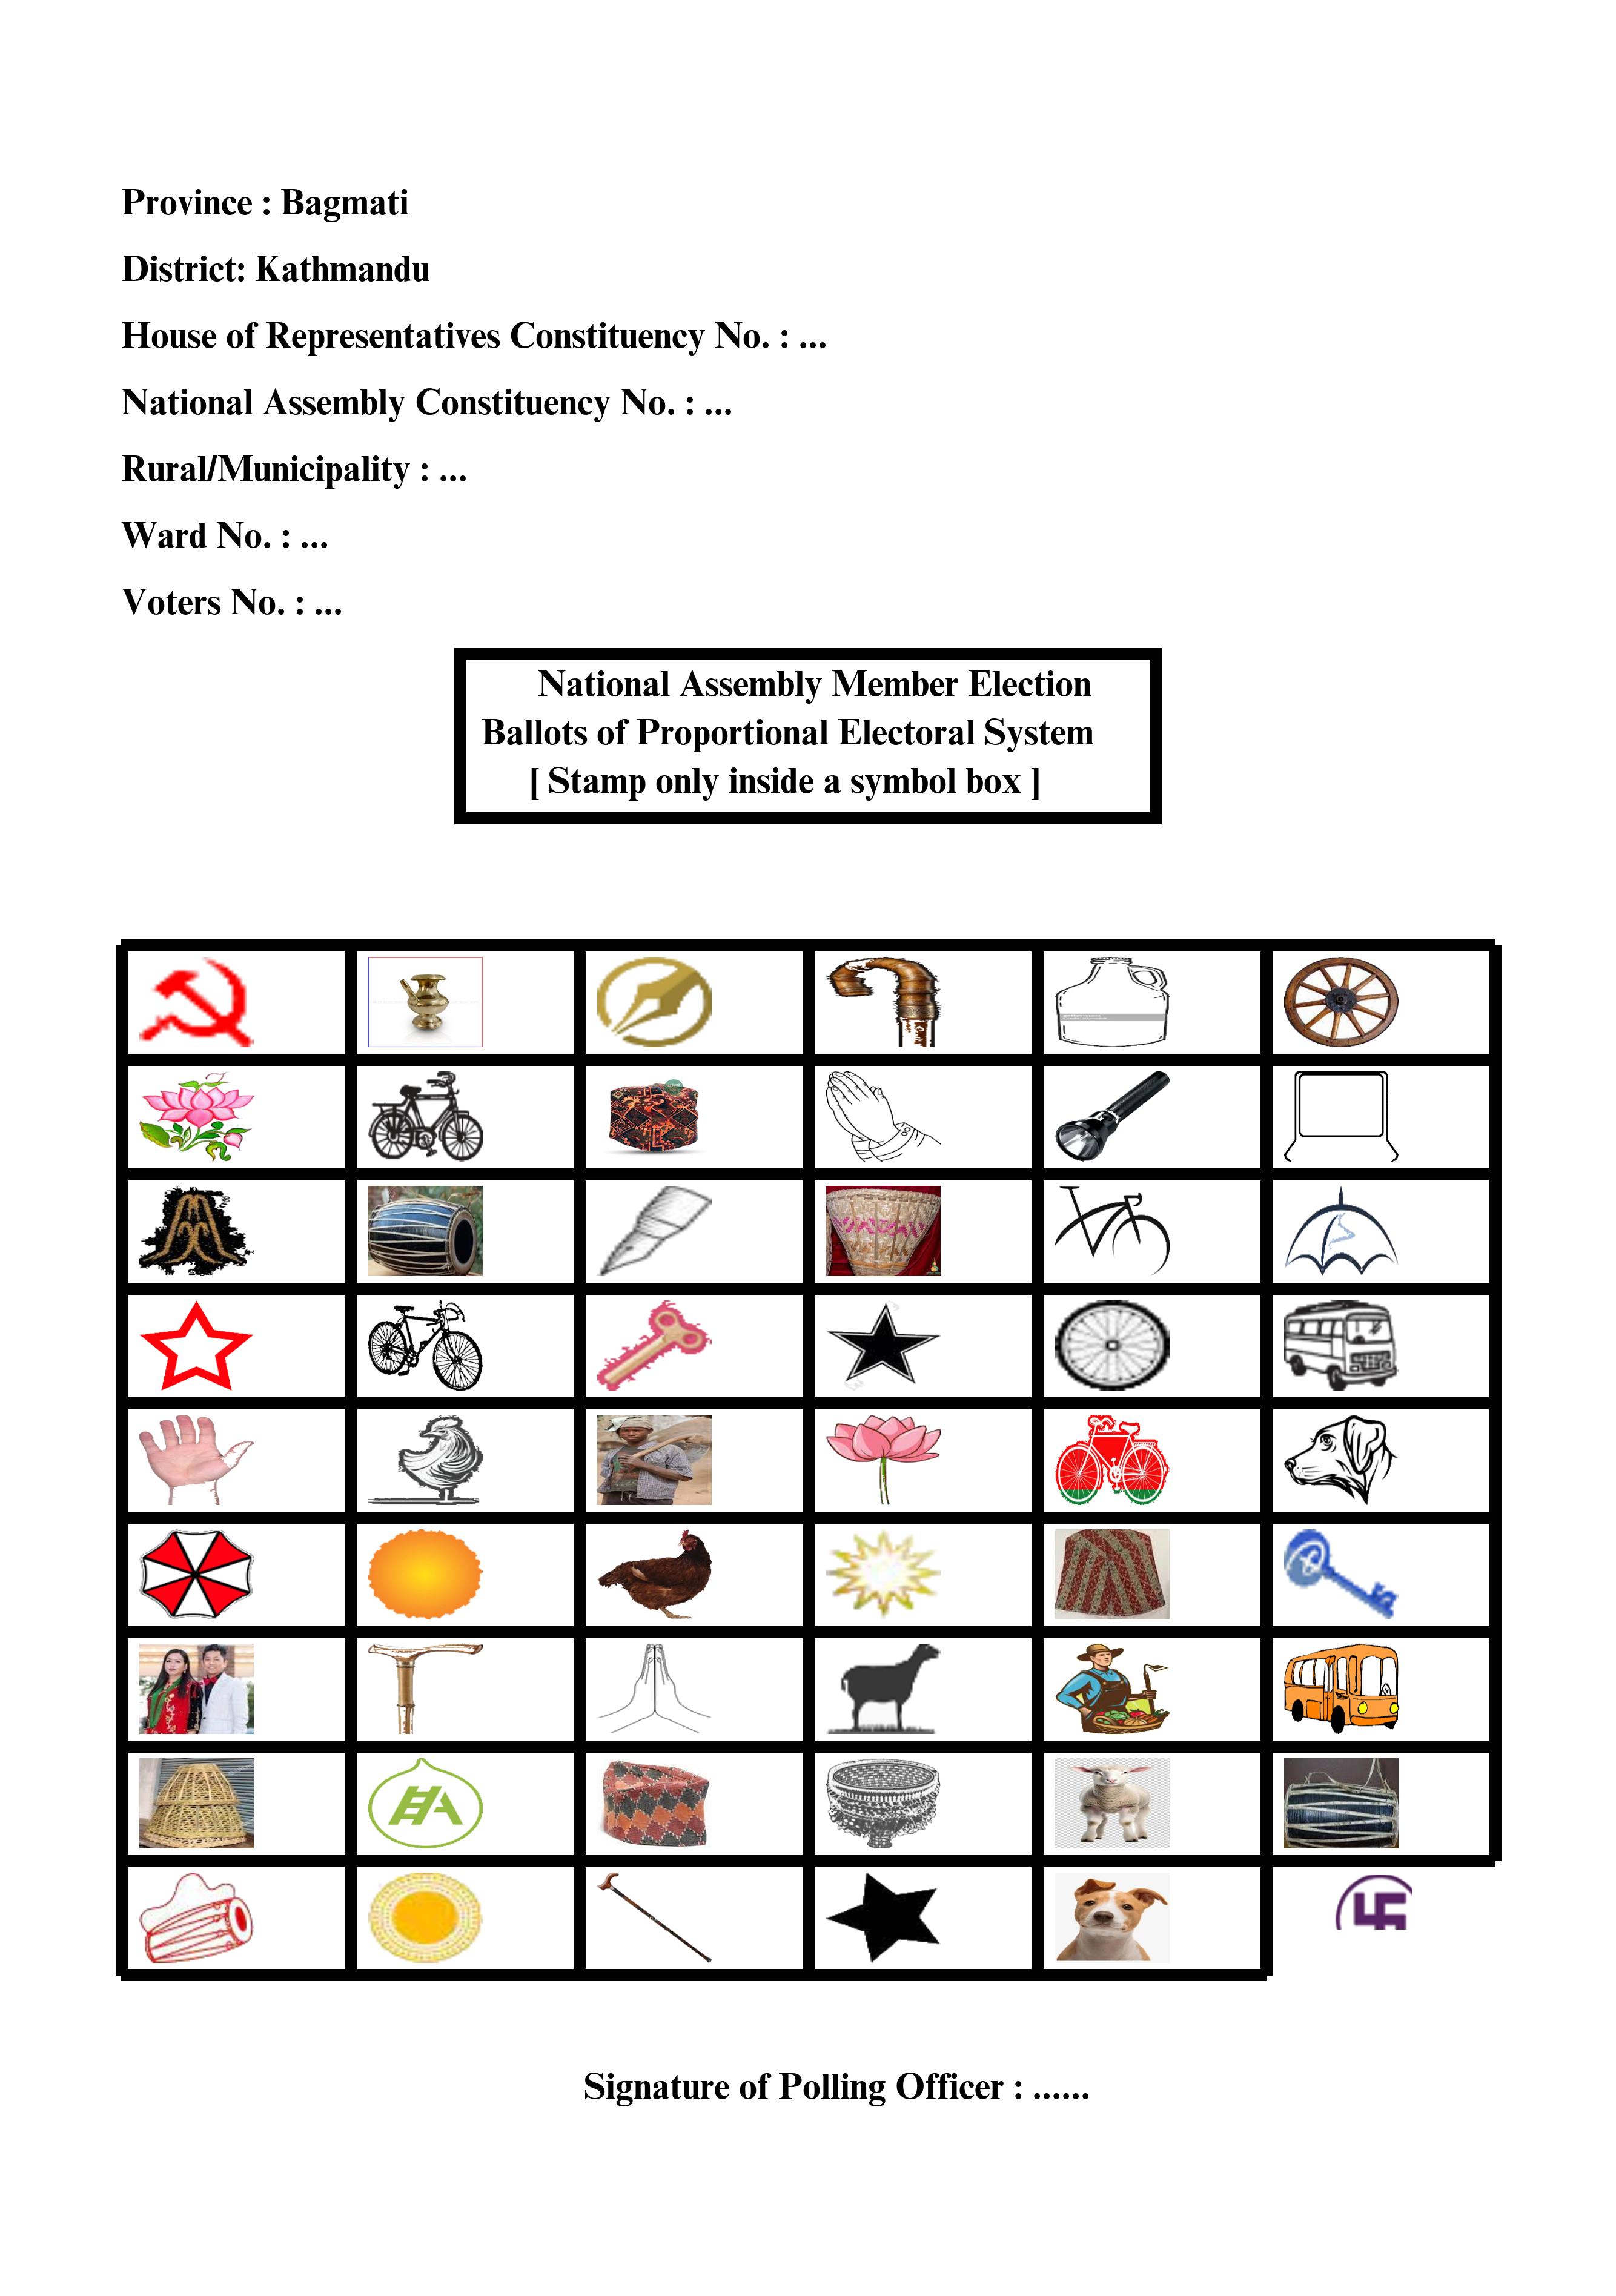 Province : Bagmati
District: Kathmandu
House of Representatives Constituency No. : ...
National Assembly Constituency No. : ...
Rural/Municipality : ...
Ward No. : ...
Voters No. : ...
National Assembly Member Election
Ballots of Proportional Electoral System
[ Stamp only inside a symbol box ]
Signature of Polling Officer : ......